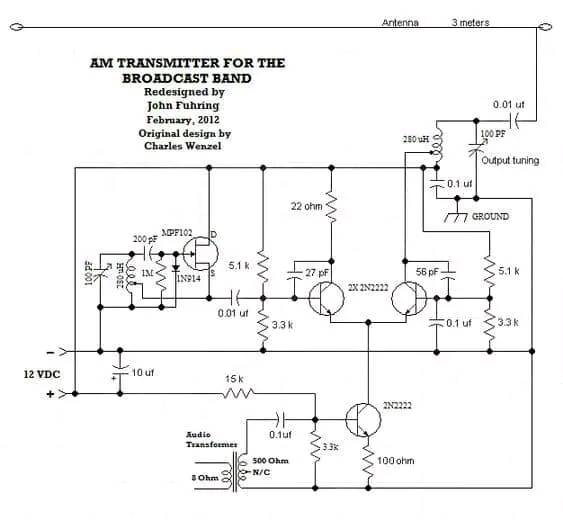 Antenna 3 meters
AM TRANSMITTER FOR THE
BROADCAST BAND
Redesigned by
John Fuhring
February, 2012
Original design by
Charles Wenzel
0.01 uf
100 PF
280 uH
Output tuning
0.1 uf
GROUND
22 ohm
200 pF
MPF102
D
S
100 PF
280 uH
1M
1N914
5.1 k
27 pF
2X 2N2222
56 pF
5.1 k
0.01 uf
3.3 k
0.1 uf
3.3 k
-
12 VDC
+
+
10 uf
15 k
2N2222
0.1uf
Audio
Transformer
3.3k
500 Ohm
N/C
8 Ohm
100 ohm